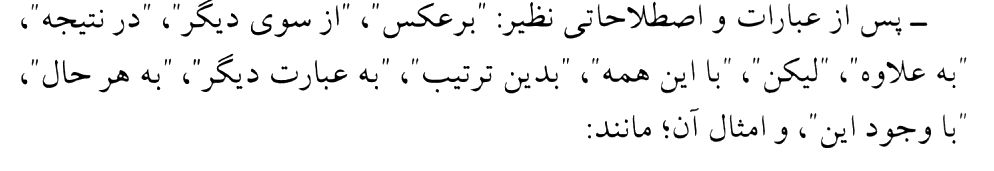 ـ پس از عبارات و اصطلاحاتی نظیر: "برعکس"، "از سوی دیگر"، "در نتیجه"،
"به علاوه"، "لیکن"، "با این همه"، "بدین ترتیب"، "به عبارت دیگر"، "به هر حال"،
"با وجود این"، و امثال آن؛ مانند: